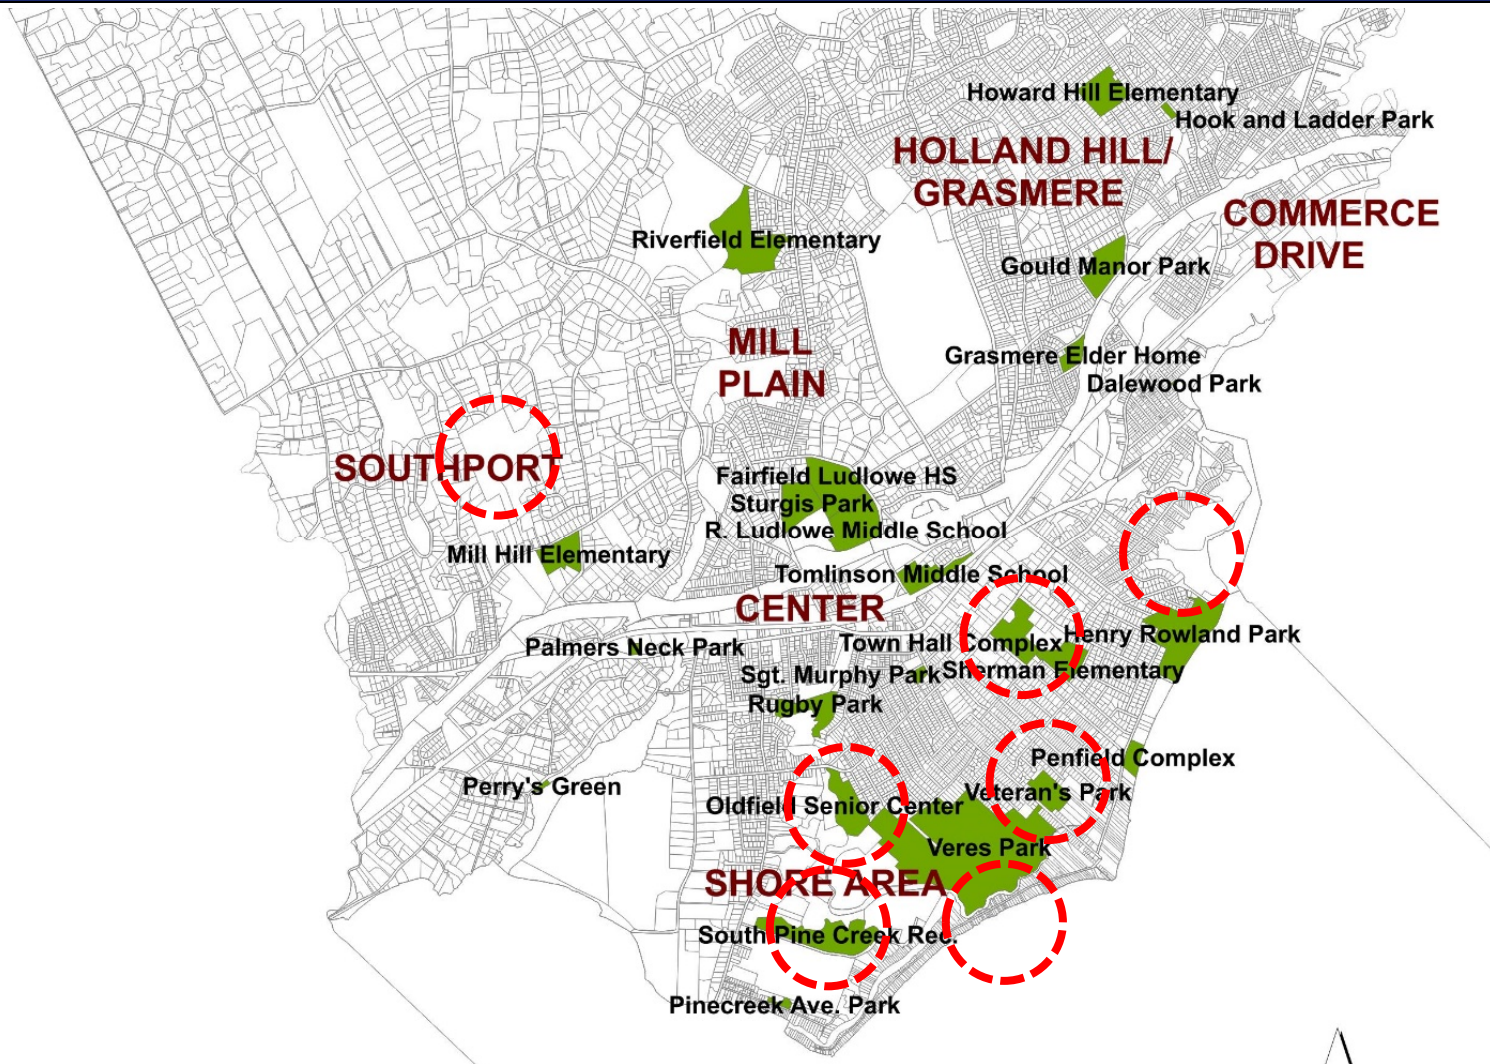 Howard Hill Elementary
Hook and Ladder Park
HOLLAND HILL/
GRASMERE
COMMERCE
DRIVE
Riverfield Elementary
Gould Manor Park
MILL
PLAIN
Grasmere Elder Home
Dalewood Park
SOUTHPORT
Fairfield Ludlowe HS
Sturgis Park
R. Ludlowe Middle School
Mill Hill Elementary
Tomlinson Middle School
CENTER
Town Hall Complex
Henry Rowland Park
Palmers Neck Park
Sgt. Murphy Park
Sherman Elementary
Rugby Park
Penfield Complex
Perry's Green
Veteran's Park
Oldfield Senior Center
Veres Park
SHORE AREA
South Pine Creek Rec.
Pinecreek Ave. Park